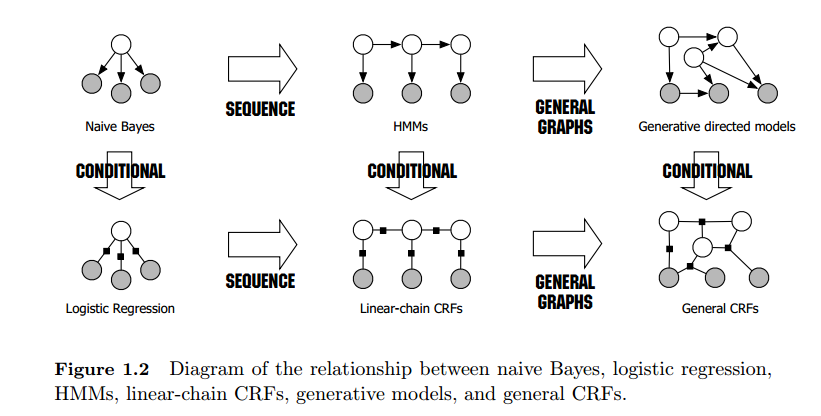 SEQUENCE
GENERAL
GRAPHS
Naive Bayes
HMMs
Generative directed models
CONDITIONAL
CONDITIONAL
CONDITIONAL
SEQUENCE
GENERAL
GRAPHS
Logistic Regression
Linear-chain CRFs
General CRFs
Figure 1.2 Diagram of the relationship between naive Bayes, logistic regression,
HMMs, linear-chain CRFs, generative models, and general CRFs.